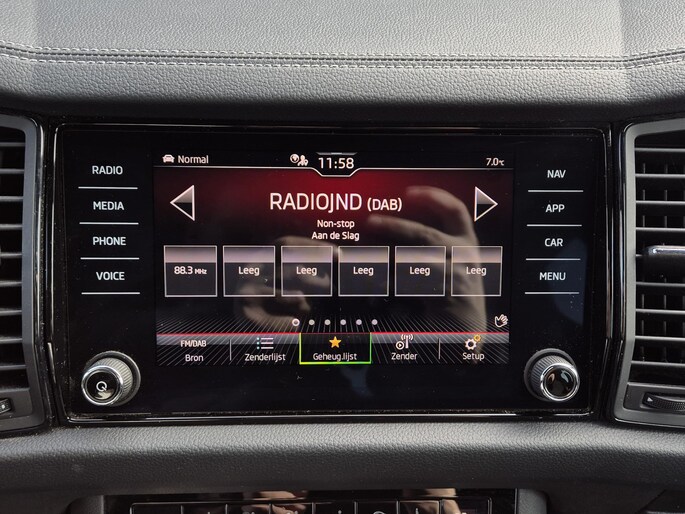 Normal
11:58
7.0°C
RADIO
MEDIA
PHONE
VOICE
RADIOJND (DAB)
Non-stop
Aan de Slag
88.3 MHz
Leeg
Leeg
Leeg
Leeg
Leeg
FM/DAB
Bron
Zenderlijst
Geheug.lijst
Zender
Setup
NAV
APP
CAR
MENU